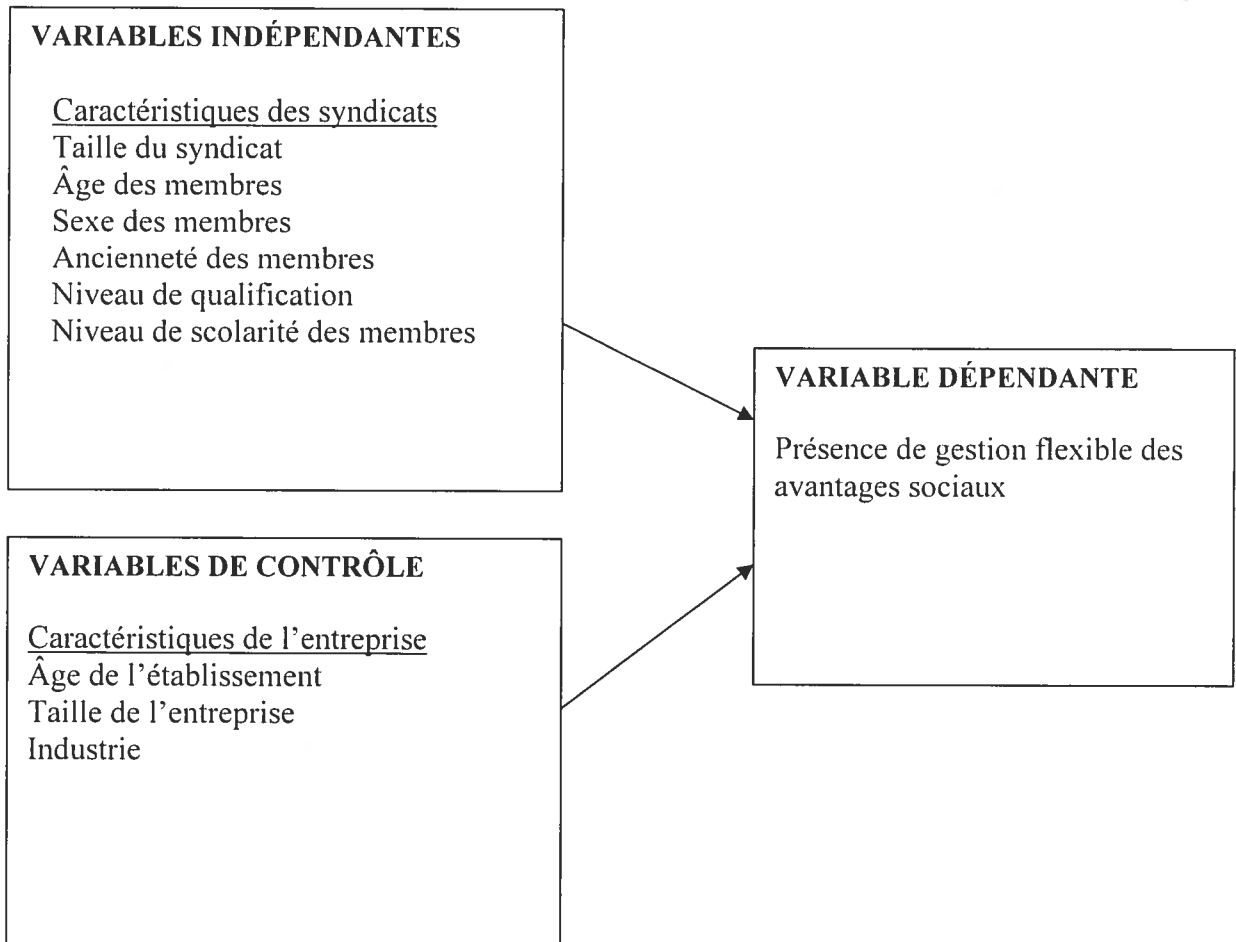 VARIABLES INDÉPENDANTES
Caractéristiques des syndicats
Taille du syndicat
Âge des membres
Sexe des membres
Ancienneté des membres
Niveau de qualification
Niveau de scolarité des membres
VARIABLE DÉPENDANTE
Présence de gestion flexible des
avantages sociaux
VARIABLES DE CONTRÔLE
Caractéristiques de l'entreprise
Âge de l'établissement
Taille de l'entreprise
Industrie